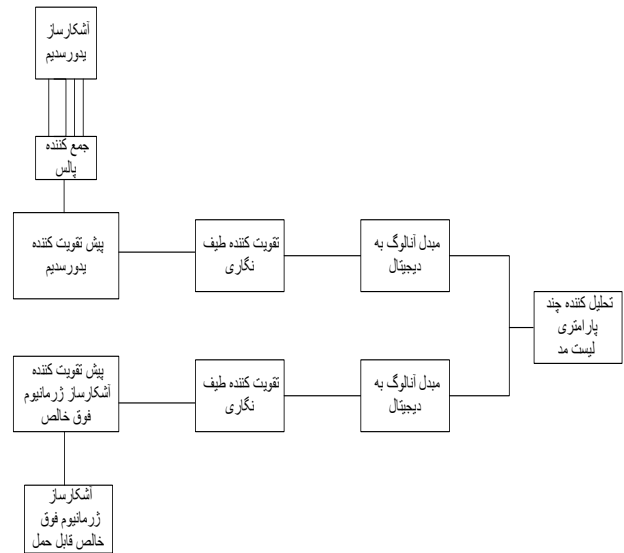 آشکارساز
یدورسدیم
جمع کننده
پالس
پیش تقویت کننده
یدورسدیم
تقویت کننده طیف
نگاری
مبدل آنالوگ به
دیجیتال
تحلیل کننده چند
پارامتری
لیست مد
پیش تقویت کننده
آشکارساز ژرمانیوم
فوق خالص
تقویت کننده طیف
نگاری
مبدل آنالوگ به
دیجیتال
آشکارساز
ژرمانیوم فوق
خالص قابل حمل